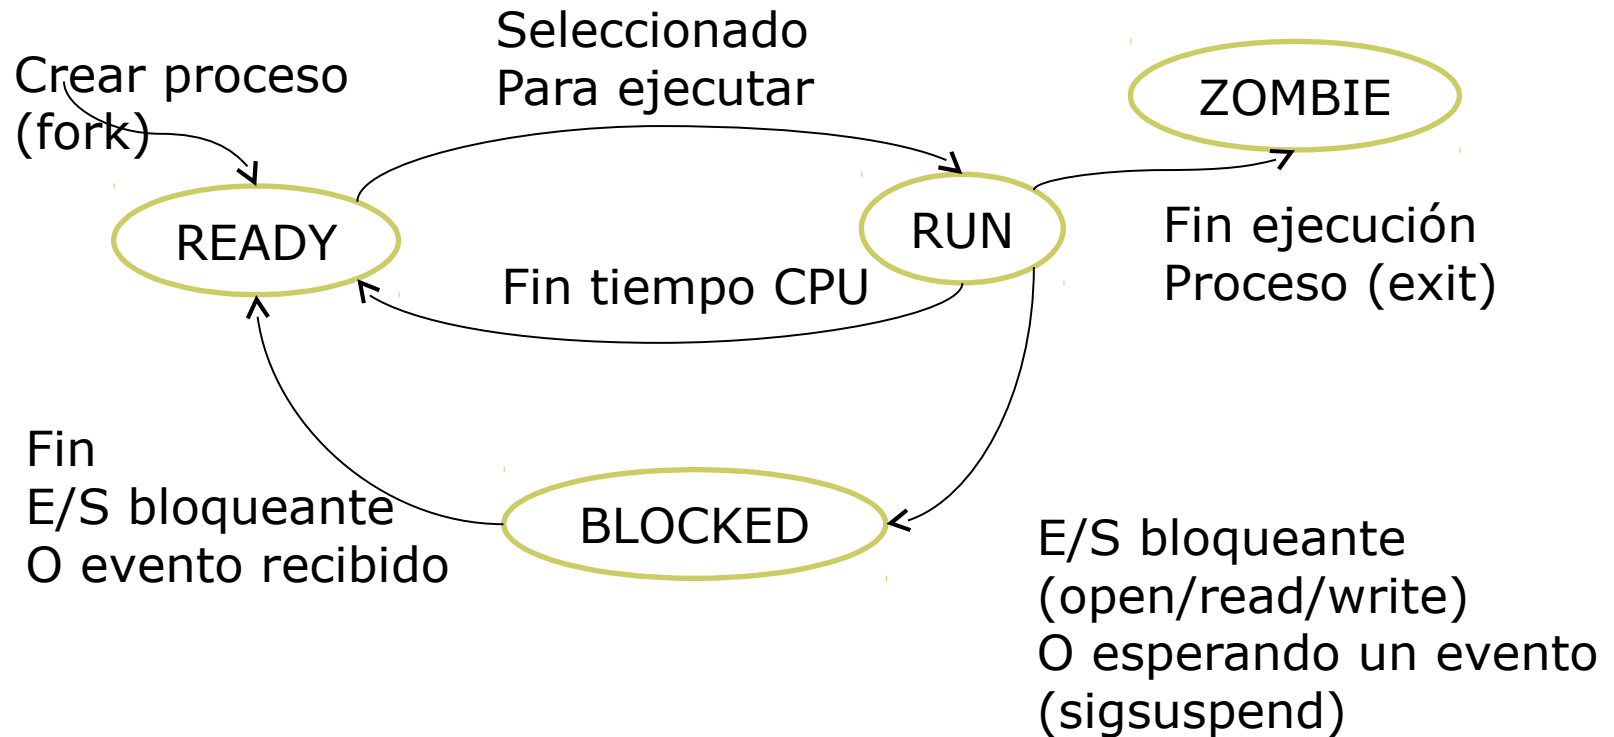 Seleccionado
Para ejecutar
Crear proceso
(fork)
ZOMBIE
READY
RUN
Fin ejecución
Proceso (exit)
Fin tiempo CPU
Fin
E/S bloqueante
O evento recibido
BLOCKED
E/S bloqueante
(open/read/write)
O esperando un evento
(sigsuspend)